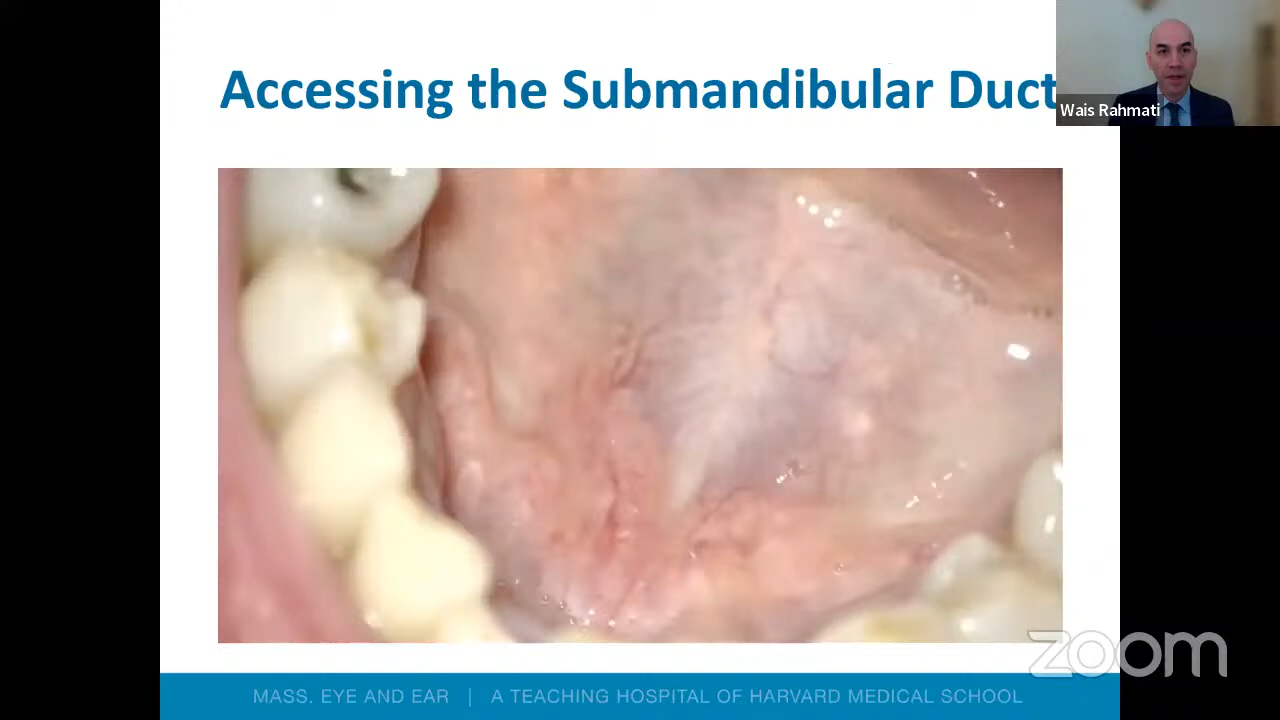 Accessing the Submandibular Duct
Wais Rahmati
zoom
MASS. EYE AND EAR | A TEACHING HOSPITAL OF HARVARD MEDICAL SCHOOL